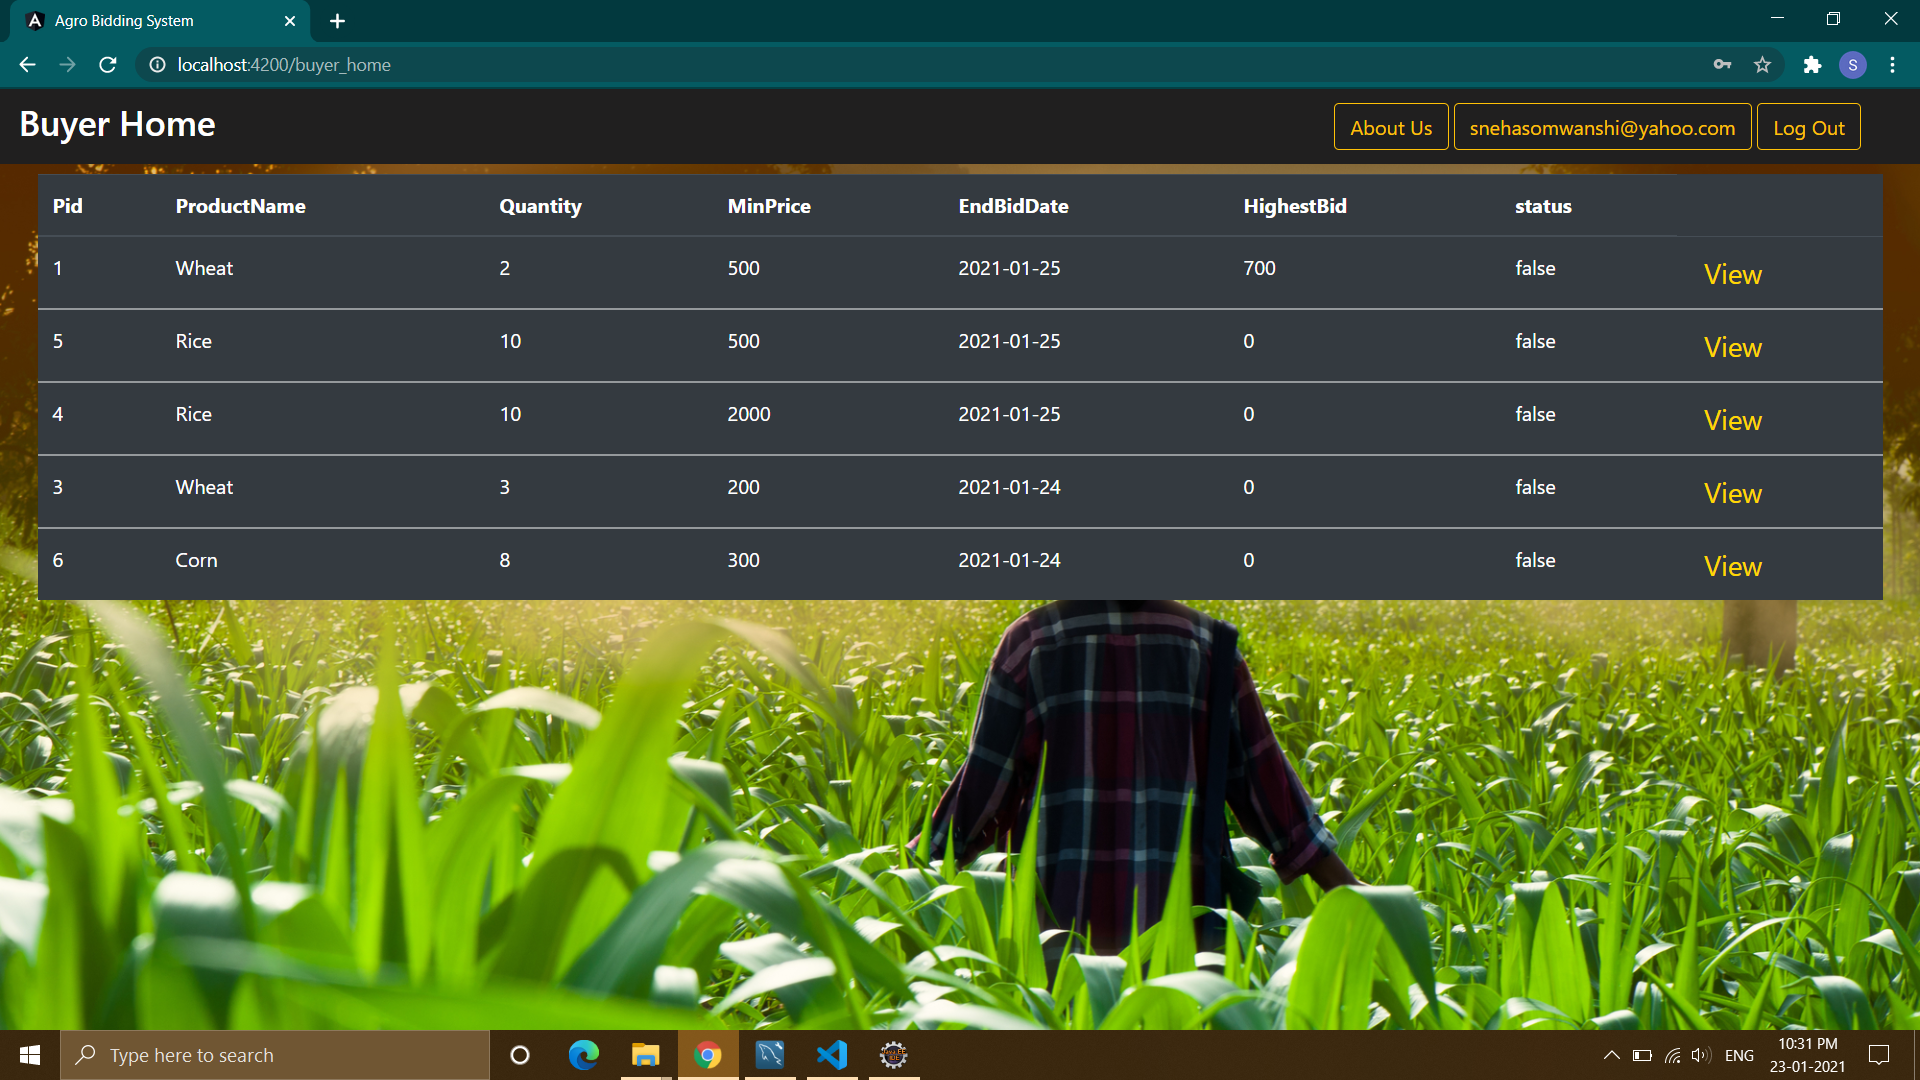 Agro Bidding System
localhost:4200/buyer_home
S
Buyer Home
About Us snehasomwanshi@yahoo.com Log Out
Pid ProductName Quantity MinPrice EndBidDate HighestBid status
1 Wheat 2 500 2021-01-25 700 false View
5 Rice 10 500 2021-01-25 0 false View
4 Rice 10 2000 2021-01-25 0 false View
3 Wheat 3 200 2021-01-24 0 false View
6 Corn 8 300 2021-01-24 0 false View
Type here to search
ENG
10:31 PM
23-01-2021